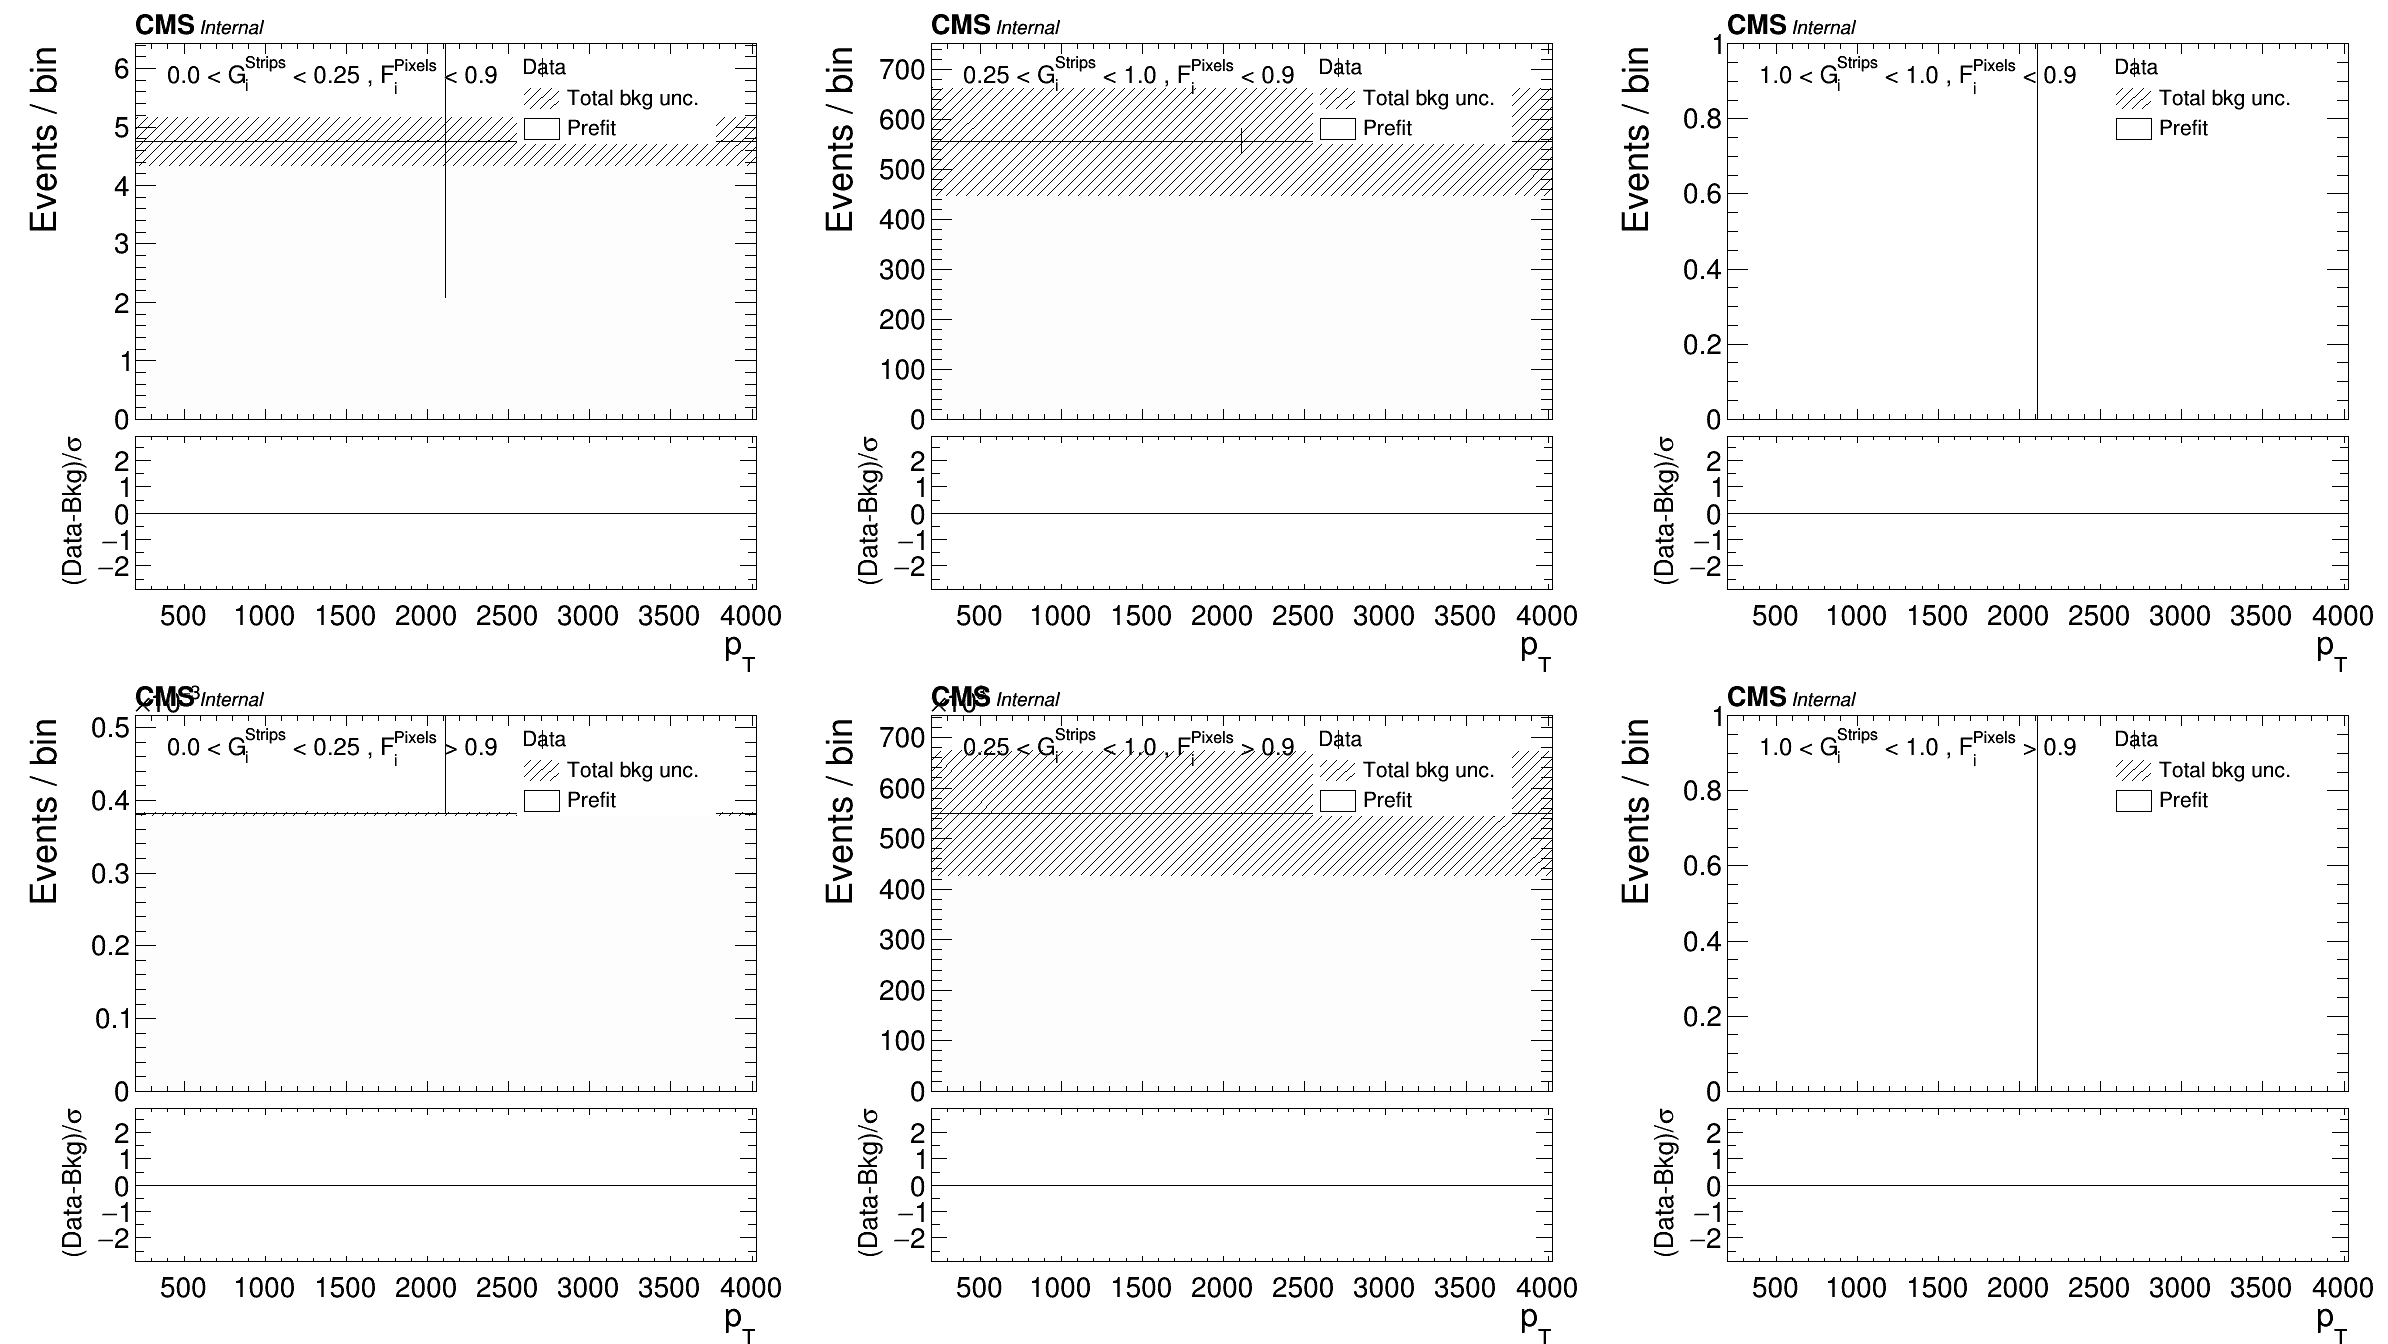 CMS Internal
Events / bin
0.0 < G_i^Strips < 0.25 , F_i^Pixels < 0.9
Data
Total bkg unc.
Prefit
6
5
4
3
2
1
0
(Data-Bkg)/σ
2
1
0
−1
−2
500 1000 1500 2000 2500 3000 3500 4000
p_T
CMS Internal
Events / bin
0.25 < G_i^Strips < 1.0 , F_i^Pixels < 0.9
Data
Total bkg unc.
Prefit
700
600
500
400
300
200
100
0
(Data-Bkg)/σ
2
1
0
−1
−2
500 1000 1500 2000 2500 3000 3500 4000
p_T
CMS Internal
Events / bin
1.0 < G_i^Strips < 1.0 , F_i^Pixels < 0.9
Data
Total bkg unc.
Prefit
1
0.8
0.6
0.4
0.2
0
(Data-Bkg)/σ
2
1
0
−1
−2
500 1000 1500 2000 2500 3000 3500 4000
p_T
CMS Internal
Events / bin
0.0 < G_i^Strips < 0.25 , F_i^Pixels > 0.9
Data
Total bkg unc.
Prefit
0.5
0.4
0.3
0.2
0.1
0
(Data-Bkg)/σ
2
1
0
−1
−2
500 1000 1500 2000 2500 3000 3500 4000
p_T
CMS Internal
Events / bin
0.25 < G_i^Strips < 1.0 , F_i^Pixels > 0.9
Data
Total bkg unc.
Prefit
700
600
500
400
300
200
100
0
(Data-Bkg)/σ
2
1
0
−1
−2
500 1000 1500 2000 2500 3000 3500 4000
p_T
CMS Internal
Events / bin
1.0 < G_i^Strips < 1.0 , F_i^Pixels > 0.9
Data
Total bkg unc.
Prefit
1
0.8
0.6
0.4
0.2
0
(Data-Bkg)/σ
2
1
0
−1
−2
500 1000 1500 2000 2500 3000 3500 4000
p_T